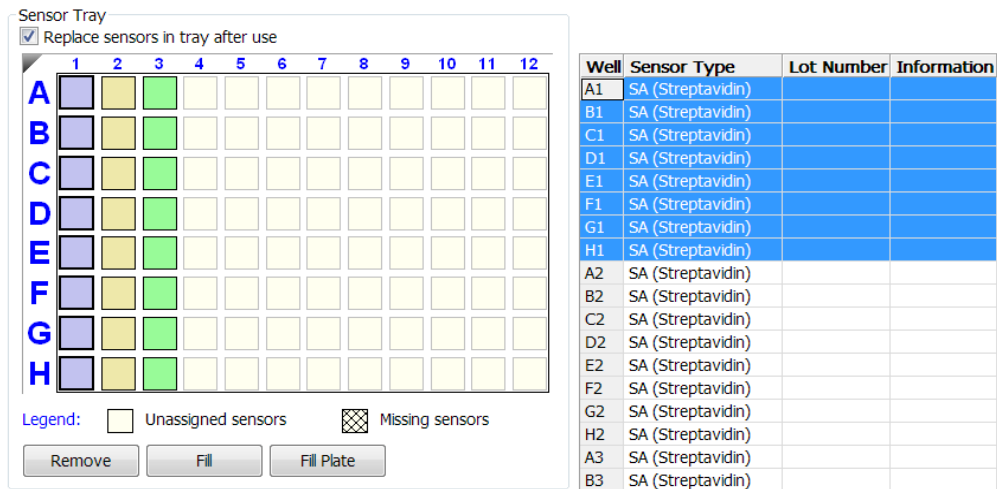 Sensor Tray
Replace sensors in tray after use
1 2 3 4 5 6 7 8 9 10 11 12
A
B
C
D
E
F
G
H
Legend: Unassigned sensors Missing sensors
Remove Fill Fill Plate
Well Sensor Type Lot Number Information
A1 SA (Streptavidin)
B1 SA (Streptavidin)
C1 SA (Streptavidin)
D1 SA (Streptavidin)
E1 SA (Streptavidin)
F1 SA (Streptavidin)
G1 SA (Streptavidin)
H1 SA (Streptavidin)
A2 SA (Streptavidin)
B2 SA (Streptavidin)
C2 SA (Streptavidin)
D2 SA (Streptavidin)
E2 SA (Streptavidin)
F2 SA (Streptavidin)
G2 SA (Streptavidin)
H2 SA (Streptavidin)
A3 SA (Streptavidin)
B3 SA (Streptavidin)